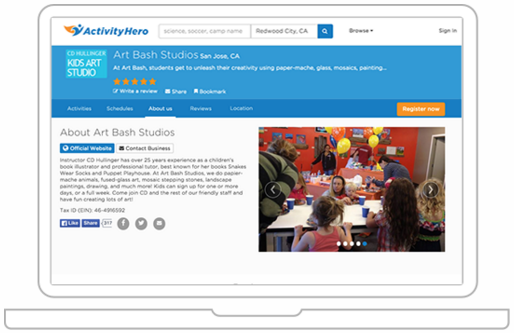 ActivityHero
science, soccer, camp name
Redwood City, CA
Browse
Sign In
CD HULLINGER
KIDS ART
STUDIO
Art Bash Studios San Jose, CA
At Art Bash, students get to unleash their creativity using paper-mache, glass, mosaics, painting...
Write a review Share Bookmark
Activities Schedules About us Reviews Location
Register now
About Art Bash Studios
Official Website Contact Business
Instructor CD Hullinger has over 25 years experience as a children's
book illustrator and professional tutor, best known for her books Snakes
Wear Socks and Puppet Playhouse. At Art Bash Studios, we do papier-
mache animals, fused-glass art, mosaic stepping stones, landscape
paintings, drawing, and much more! Kids can sign up for one or more
days, or a full week. Come join CD and the rest of our friendly staff and
have fun creating lots of art!
Tax ID (EIN): 46-4916592
Like Share 317